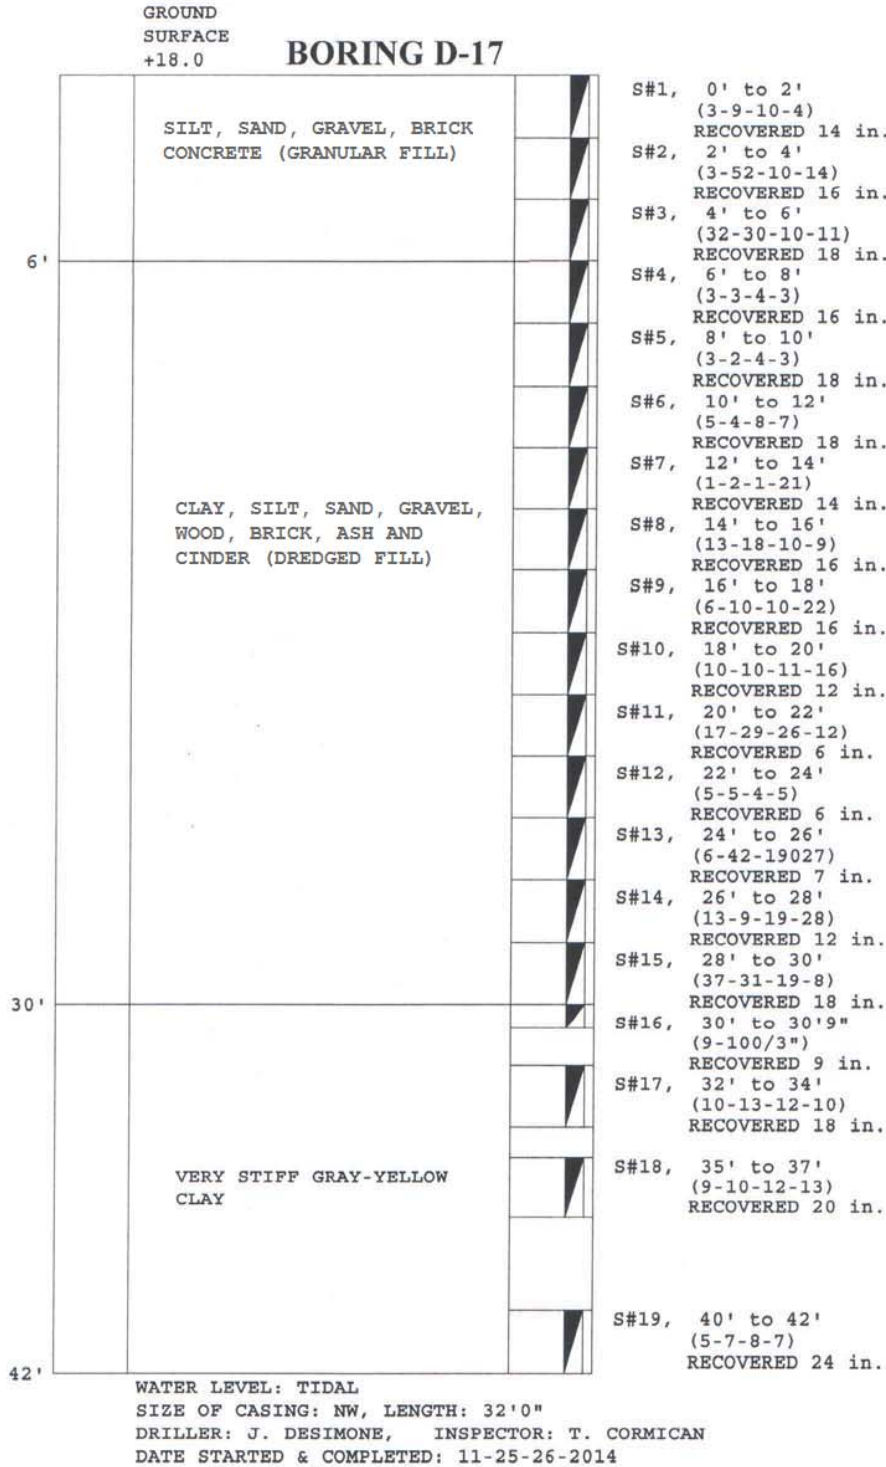 GROUND
SURFACE
+18.0
BORING D-17
S#1, 0' to 2'
(3-9-10-4)
RECOVERED 14 in.
SILT, SAND, GRAVEL, BRICK
CONCRETE (GRANULAR FILL)
S#2, 2' to 4'
(3-52-10-14)
RECOVERED 16 in.
S#3, 4' to 6'
(32-30-10-11)
RECOVERED 18 in.
6'
S#4, 6' to 8'
(3-3-4-3)
RECOVERED 16 in.
S#5, 8' to 10'
(3-2-4-3)
RECOVERED 18 in.
S#6, 10' to 12'
(5-4-8-7)
RECOVERED 18 in.
S#7, 12' to 14'
(1-2-1-21)
RECOVERED 14 in.
CLAY, SILT, SAND, GRAVEL,
WOOD, BRICK, ASH AND
CINDER (DREDGED FILL)
S#8, 14' to 16'
(13-18-10-9)
RECOVERED 16 in.
S#9, 16' to 18'
(6-10-10-22)
RECOVERED 16 in.
S#10, 18' to 20'
(10-10-11-16)
RECOVERED 12 in.
S#11, 20' to 22'
(17-29-26-12)
RECOVERED 6 in.
S#12, 22' to 24'
(5-5-4-5)
RECOVERED 6 in.
S#13, 24' to 26'
(6-42-19027)
RECOVERED 7 in.
S#14, 26' to 28'
(13-9-19-28)
RECOVERED 12 in.
S#15, 28' to 30'
(37-31-19-8)
RECOVERED 18 in.
30'
S#16, 30' to 30'9"
(9-100/3")
RECOVERED 9 in.
S#17, 32' to 34'
(10-13-12-10)
RECOVERED 18 in.
VERY STIFF GRAY-YELLOW
CLAY
S#18, 35' to 37'
(9-10-12-13)
RECOVERED 20 in.
S#19, 40' to 42'
(5-7-8-7)
RECOVERED 24 in.
42'
WATER LEVEL: TIDAL
SIZE OF CASING: NW, LENGTH: 32'0"
DRILLER: J. DESIMONE, INSPECTOR: T. CORMICAN
DATE STARTED & COMPLETED: 11-25-26-2014